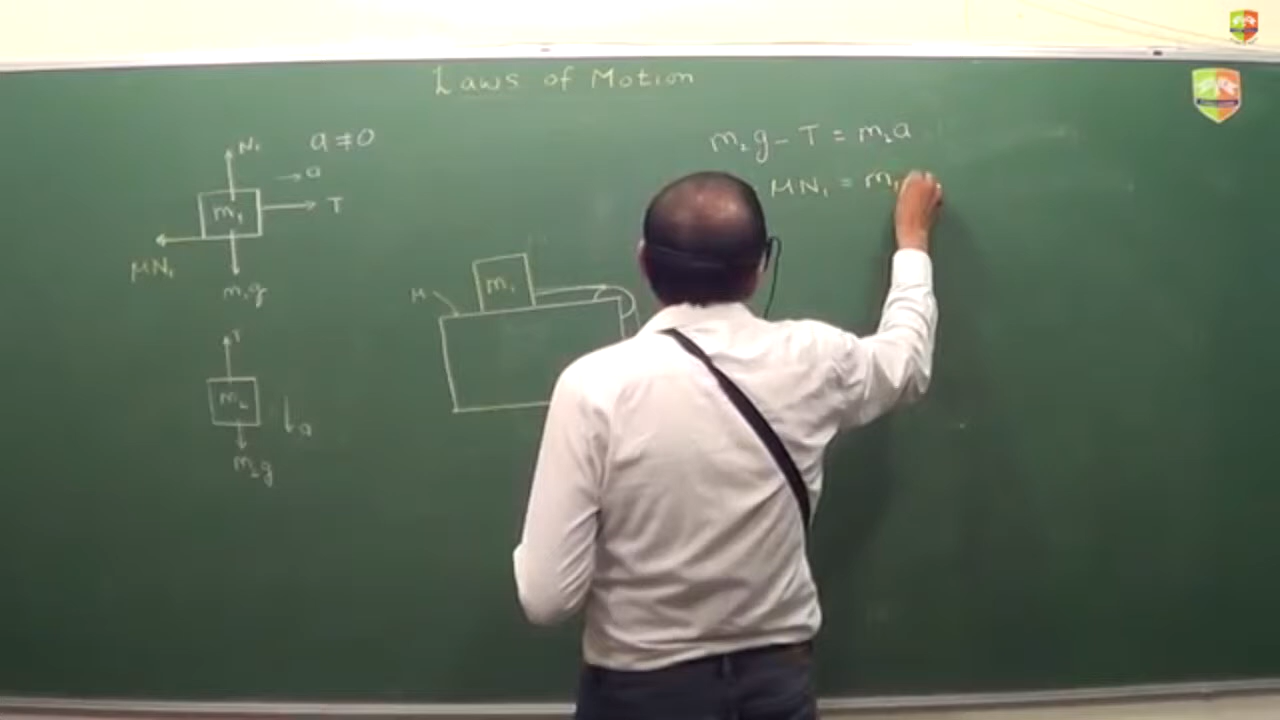 Laws of Motion
N₁ a ≠ 0
→ a
m₁ T
μN₁
m₁g
T
m₂ a
m₂g
μ m₁
m₂g - T = m₂a
μN₁ = m₁